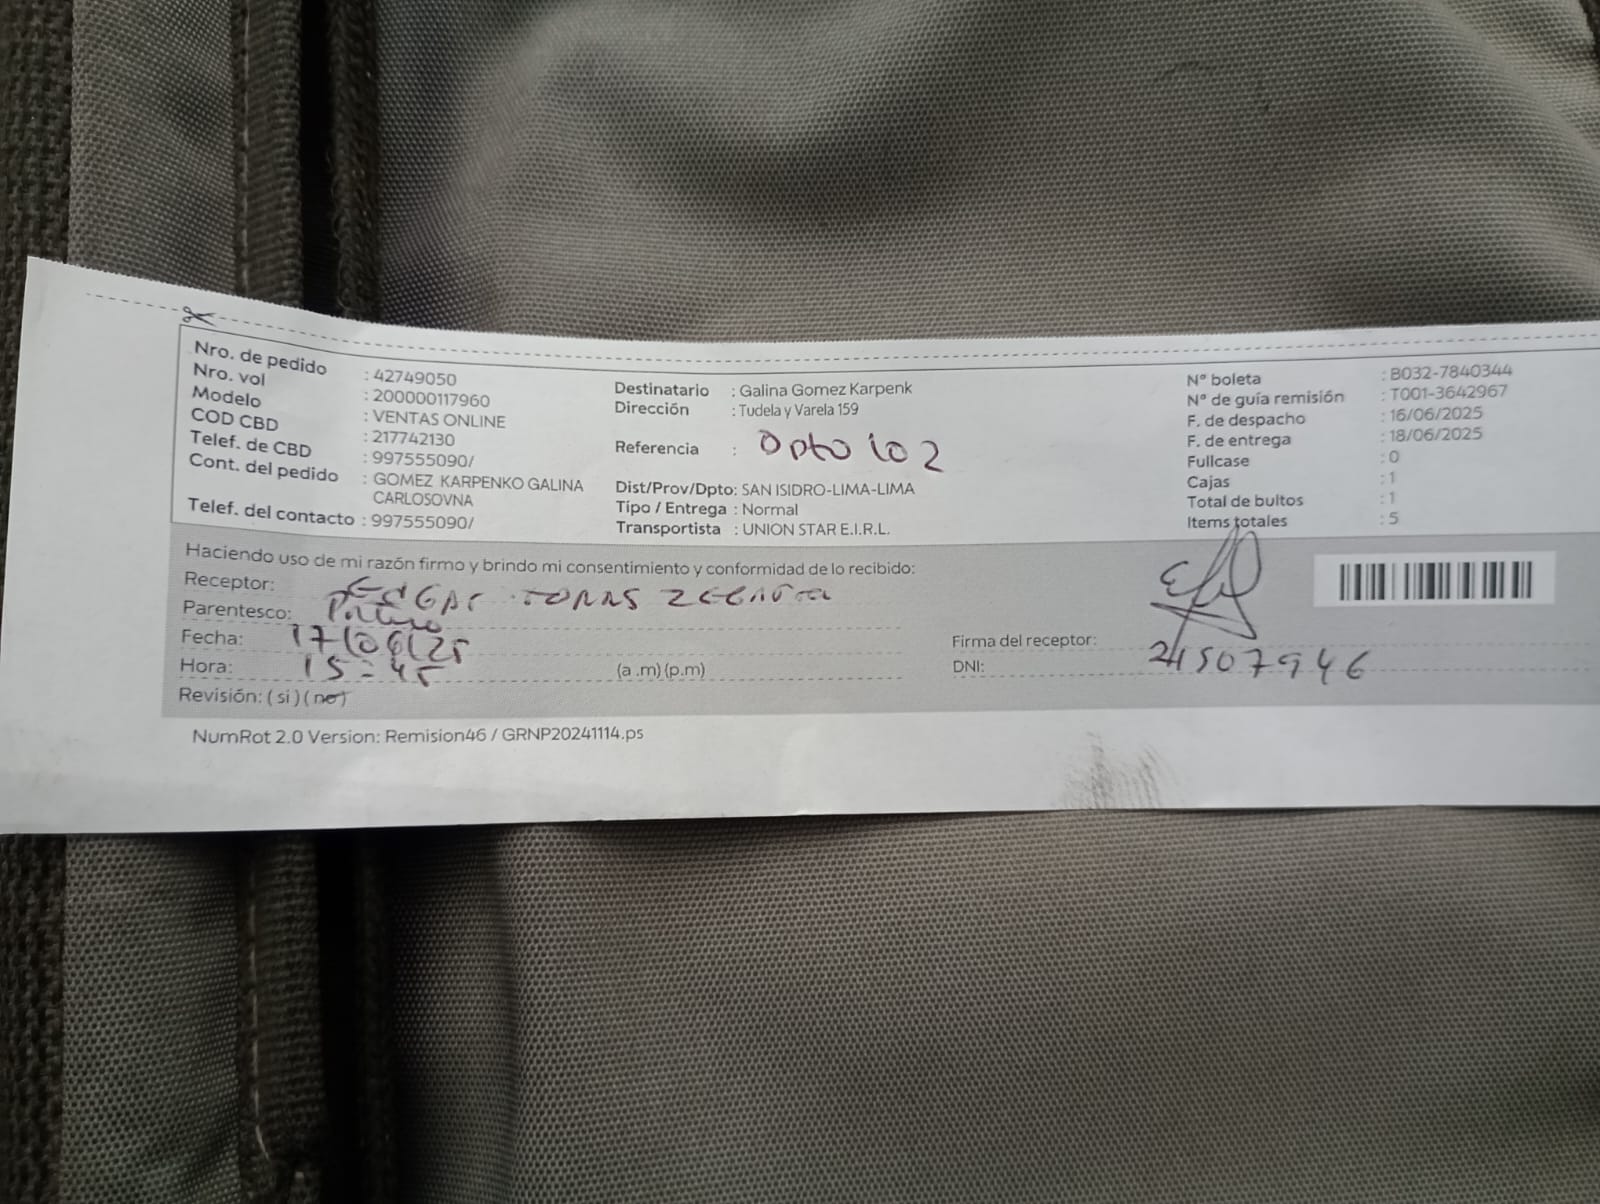 Nro. de pedido : 42749050
Nro. vol : 200000117960
Modelo : VENTAS ONLINE
COD CBD : 217742130
Telef. de CBD : 997555090/
Cont. del pedido : GOMEZ KARPENKO GALINA
CARLOSOVNA
Telef. del contacto : 997555090/
Destinatario : Galina Gomez Karpenk
Dirección : Tudela y Varela 159
Referencia : Dpto 102
Dist/Prov/Dpto: SAN ISIDRO-LIMA-LIMA
Tipo / Entrega : Normal
Transportista : UNION STAR E.I.R.L.
N° boleta : B032-7840344
N° de guía remisión : T001-3642967
F. de despacho : 16/06/2025
F. de entrega : 18/06/2025
Fullcase : 0
Cajas : 1
Total de bultos : 1
Items totales : 5
Haciendo uso de mi razón firmo y brindo mi consentimiento y conformidad de lo recibido:
Receptor:
Parentesco:
Fecha: 17/06/25
Hora: 15-45 (a .m) (p.m)
Revisión: ( si ) ( no )
Firma del receptor:
DNI: 21507946
NumRot 2.0 Version: Remision46 / GRNP20241114.ps